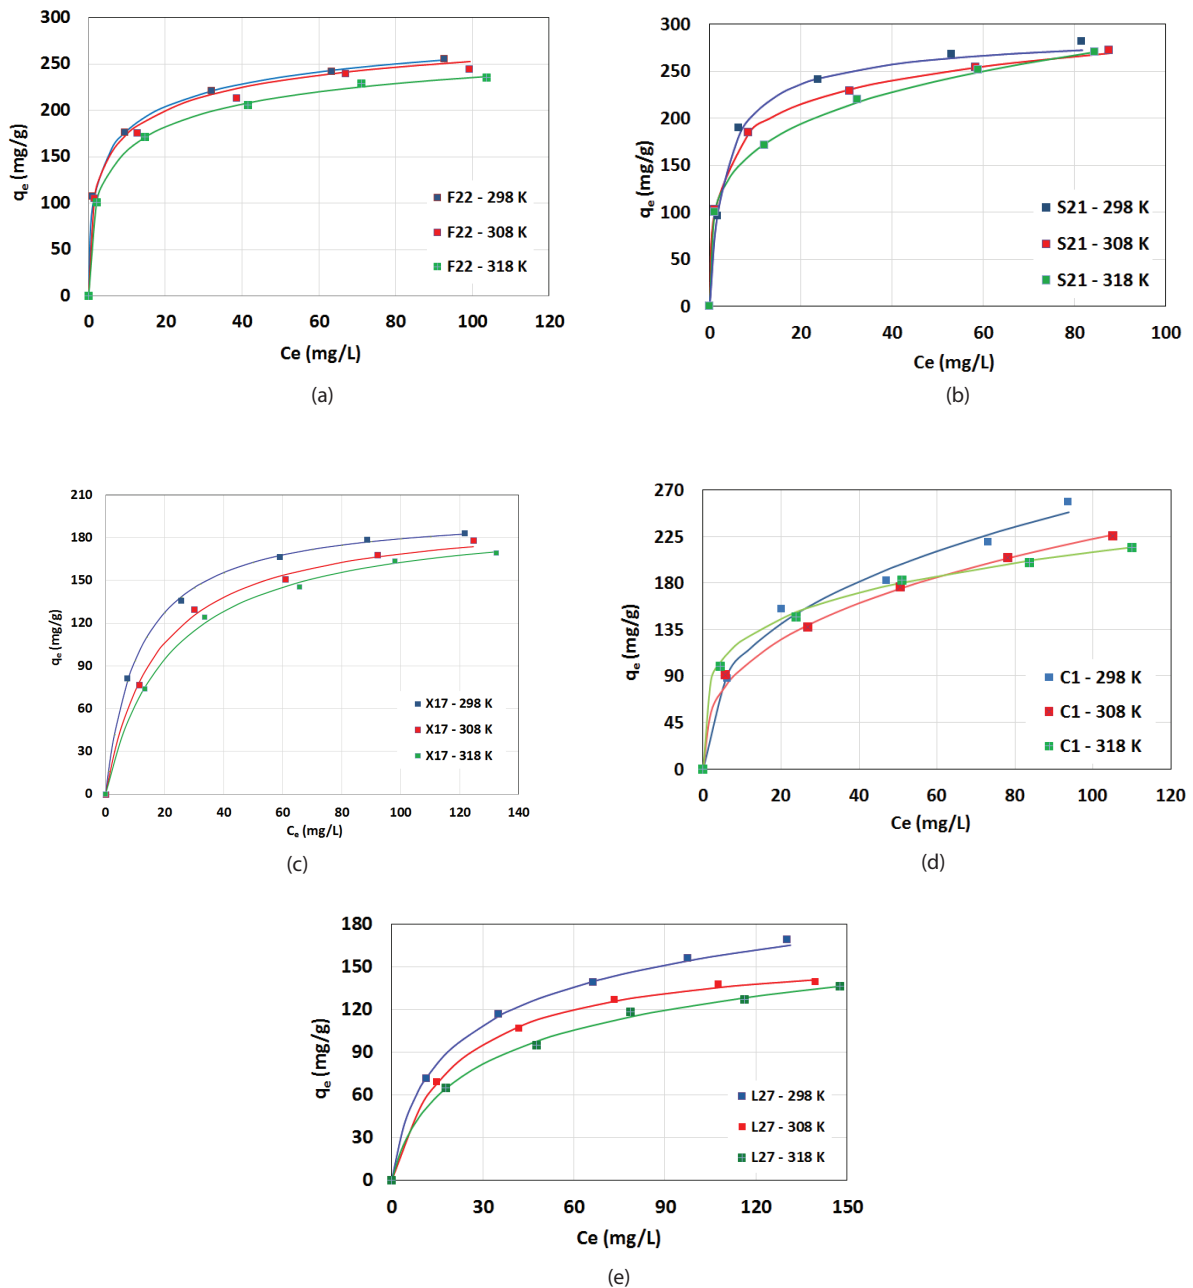 300
250
200
150
100
50
0
q_e (mg/g)
F22 - 298 K
F22 - 308 K
F22 - 318 K
0 20 40 60 80 100 120
Ce (mg/L)
(a)
300
250
200
150
100
50
0
q_e (mg/g)
S21 - 298 K
S21 - 308 K
S21 - 318 K
0 20 40 60 80 100
Ce (mg/L)
(b)
210
180
150
120
90
60
30
0
q_e (mg/g)
X17 - 298 K
X17 - 308 K
X17 - 318 K
0 20 40 60 80 100 120 140
C_e (mg/L)
(c)
270
225
180
135
90
45
0
q_e (mg/g)
C1 - 298 K
C1 - 308 K
C1 - 318 K
0 20 40 60 80 100 120
Ce (mg/L)
(d)
180
150
120
90
60
30
0
q_e (mg/g)
L27 - 298 K
L27 - 308 K
L27 - 318 K
0 30 60 90 120 150
Ce (mg/L)
(e)